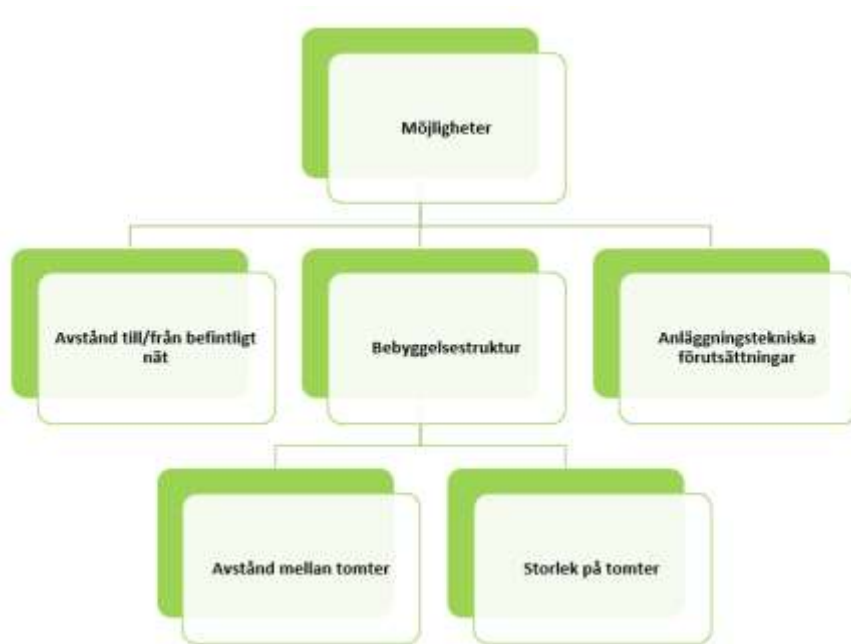 Möjligheter
Avstånd till/från befintligt
nät
Bebyggelsestruktur
Anläggningstekniska
förutsättningar
Avstånd mellan tomter
Storlek på tomter